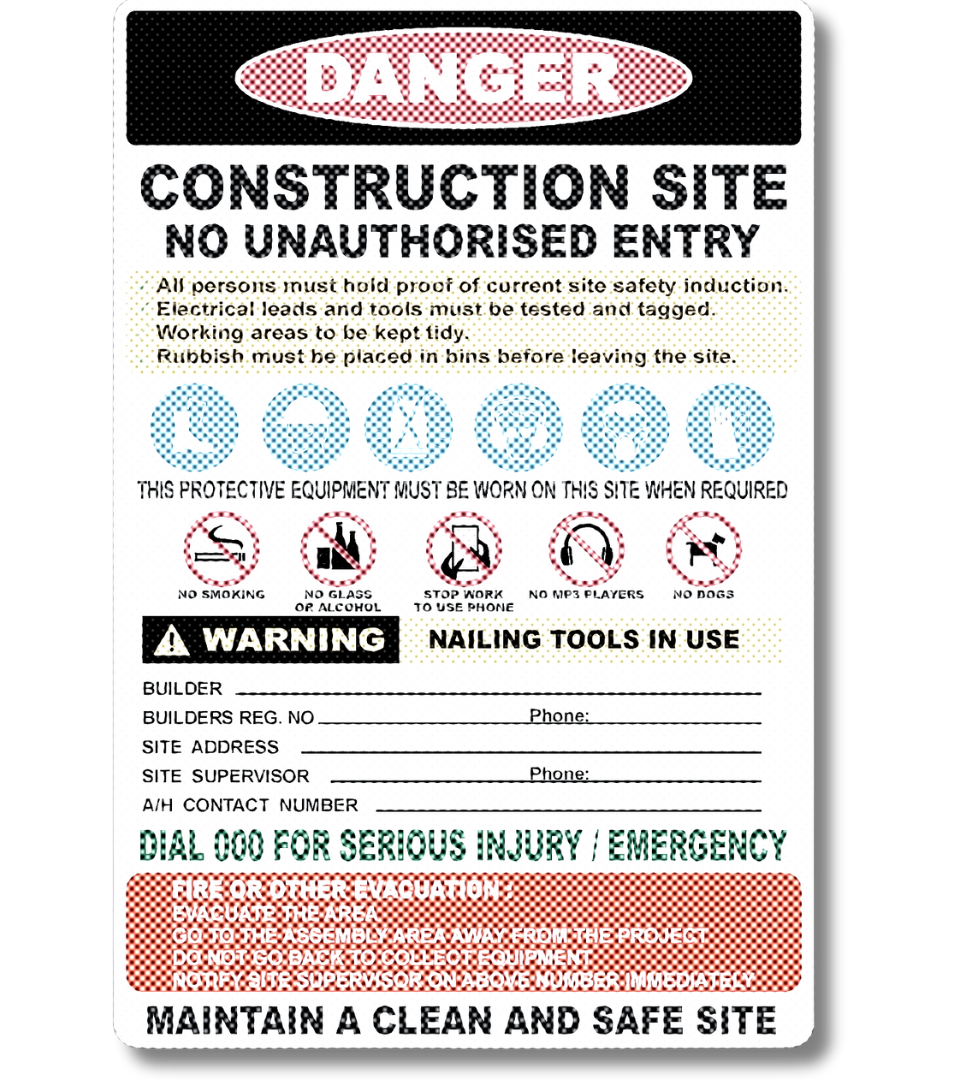 DANGER
CONSTRUCTION SITE
NO UNAUTHORISED ENTRY
All persons must hold proof of current site safety induction.
Electrical leads and tools must be tested and tagged.
Working areas to be kept tidy.
Rubbish must be placed in bins before leaving the site.
THIS PROTECTIVE EQUIPMENT MUST BE WORN ON THIS SITE WHEN REQUIRED
NO SMOKING
NO GLASS
OR ALCOHOL
STOP WORK
TO USE PHONE
NO MP3 PLAYERS
NO DOGS
WARNING NAILING TOOLS IN USE
BUILDER
BUILDERS REG. NO Phone:
SITE ADDRESS
SITE SUPERVISOR Phone:
A/H CONTACT NUMBER
DIAL 000 FOR SERIOUS INJURY / EMERGENCY
FIRE OR OTHER EVACUATION :
EVACUATE THE AREA
GO TO THE ASSEMBLY AREA AWAY FROM THE PROJECT
DO NOT GO BACK TO COLLECT EQUIPMENT
NOTIFY SITE SUPERVISOR ON ABOVE NUMBER IMMEDIATELY
MAINTAIN A CLEAN AND SAFE SITE